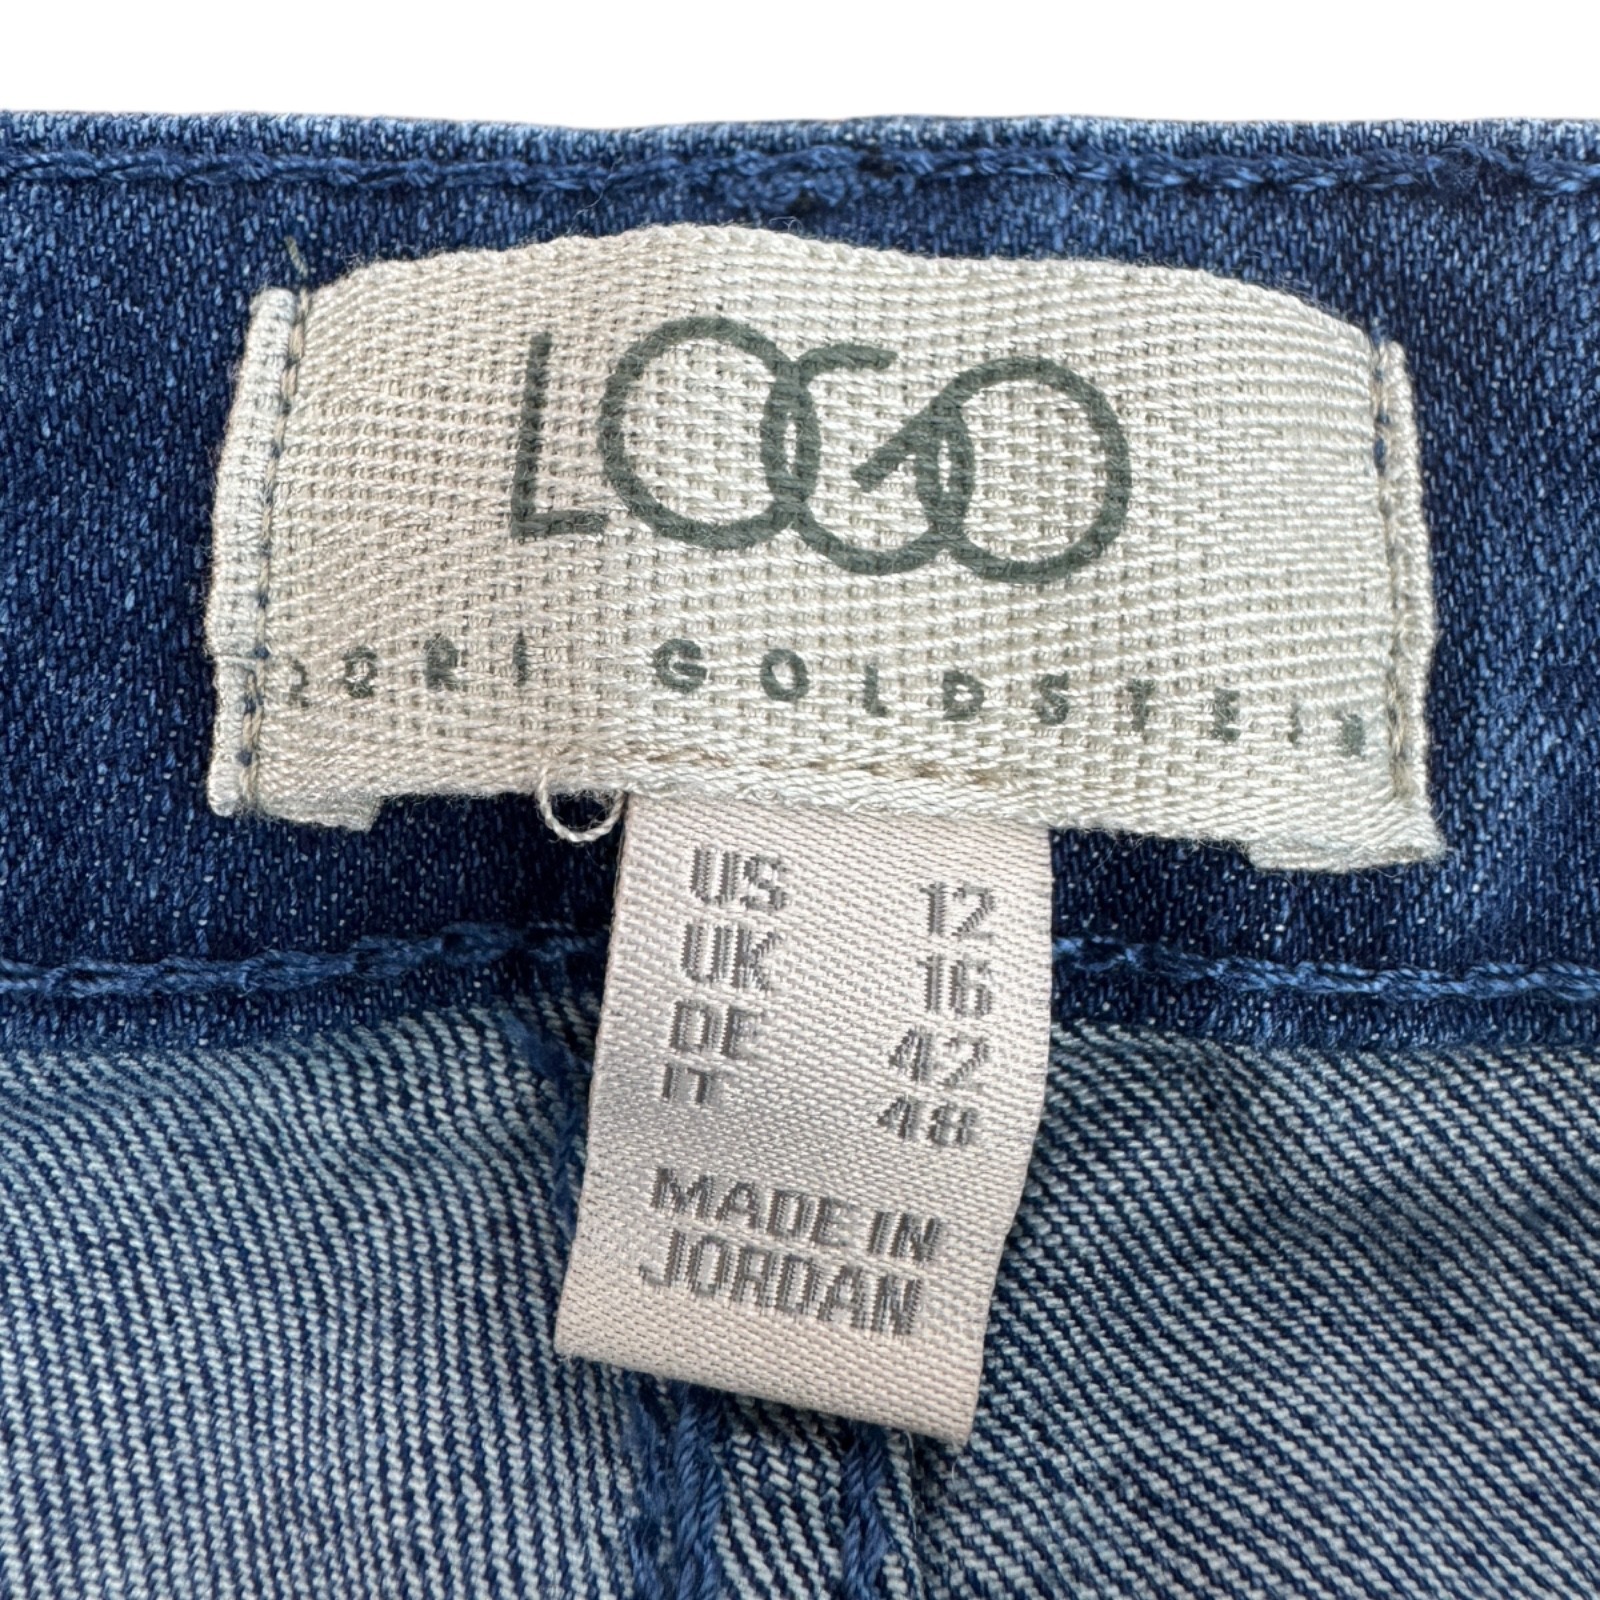 LOGO
LORI GOLDSTEIN
US 12
UK 16
DE 42
IT 48
MADE IN
JORDAN